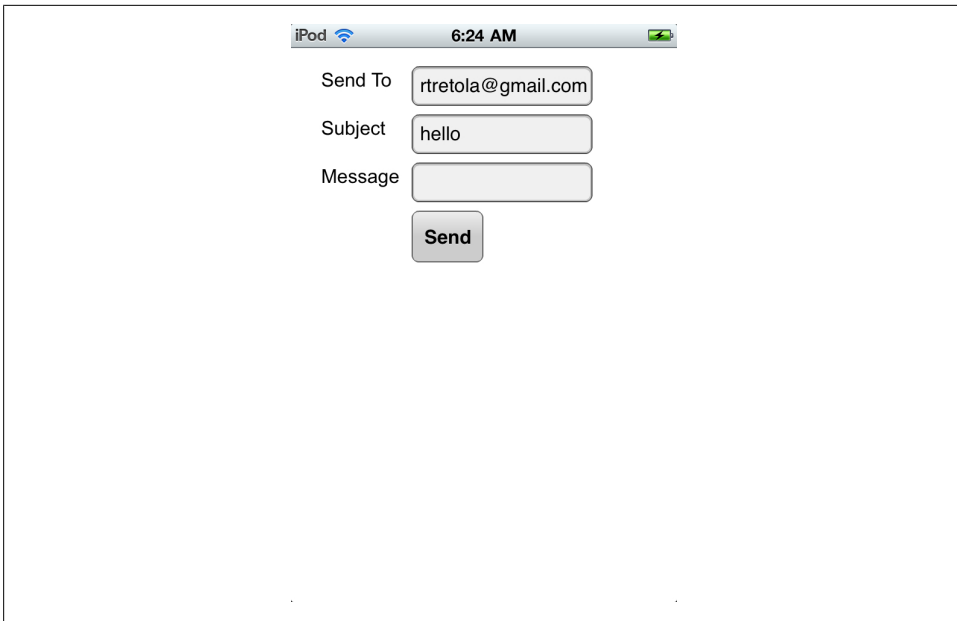 iPod 6:24 AM
Send To rtretola@gmail.com
Subject hello
Message
Send